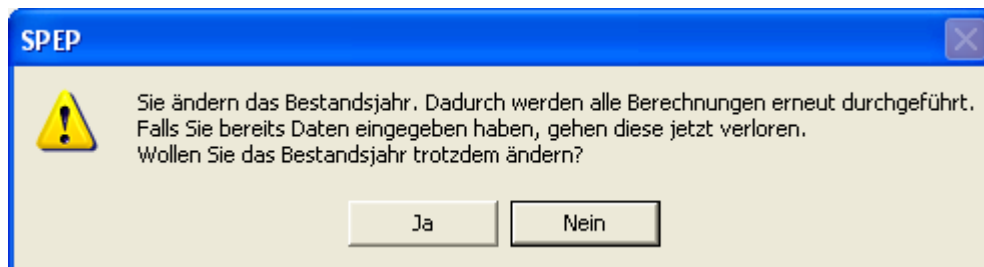 SPEP
Sie ändern das Bestandsjahr. Dadurch werden alle Berechnungen erneut durchgeführt.
Falls Sie bereits Daten eingegeben haben, gehen diese jetzt verloren.
Wollen Sie das Bestandsjahr trotzdem ändern?
Ja
Nein